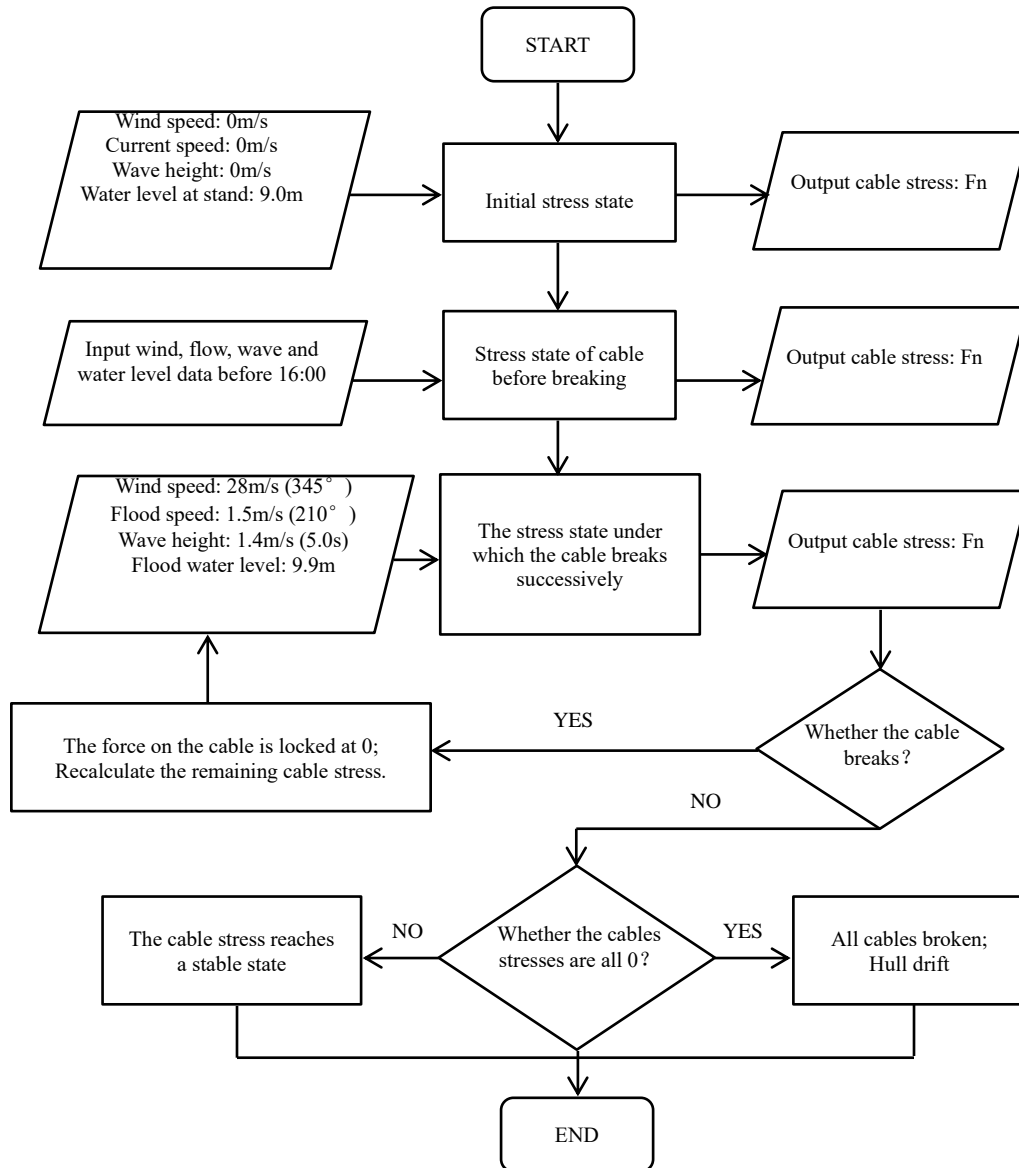 START
Wind speed: 0m/s
Current speed: 0m/s
Wave height: 0m/s
Water level at stand: 9.0m
Initial stress state
Output cable stress: Fn
Input wind, flow, wave and
water level data before 16:00
Stress state of cable
before breaking
Output cable stress: Fn
Wind speed: 28m/s (345°)
Flood speed: 1.5m/s (210°)
Wave height: 1.4m/s (5.0s)
Flood water level: 9.9m
The stress state under
which the cable breaks
successively
Output cable stress: Fn
Whether the cable
breaks？
YES
The force on the cable is locked at 0;
Recalculate the remaining cable stress.
NO
Whether the cables
stresses are all 0？
NO
The cable stress reaches
a stable state
YES
All cables broken;
Hull drift
END